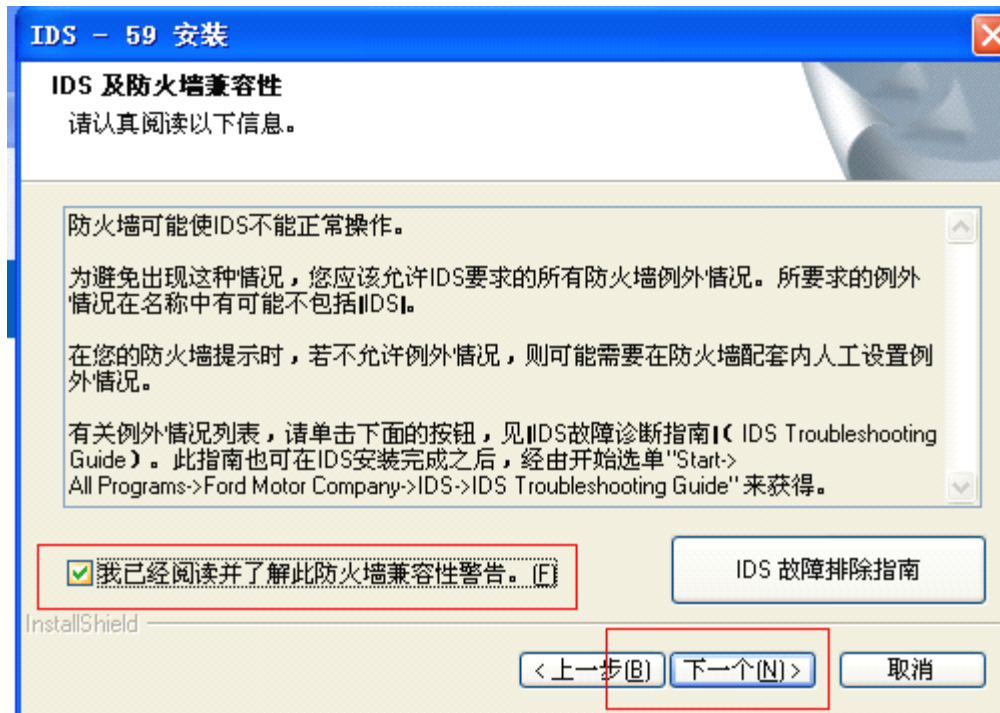 IDS - 59 安装
IDS 及防火墙兼容性
请认真阅读以下信息。
防火墙可能使IDS不能正常操作。
为避免出现这种情况，您应该允许IDS要求的所有防火墙例外情况。所要求的例外
情况在名称中有可能不包括|IDS|。
在您的防火墙提示时，若不允许例外情况，则可能需要在防火墙配套内人工设置例
外情况。
有关例外情况列表，请单击下面的按钮，见|IDS故障诊断指南|( IDS Troubleshooting
Guide)。此指南也可在IDS安装完成之后，经由开始选单"Start->
All Programs->Ford Motor Company->IDS->IDS Troubleshooting Guide" 来获得。
我已经阅读并了解此防火墙兼容性警告。(F)
IDS 故障排除指南
InstallShield
<上一步(B) 下一个(N)> 取消